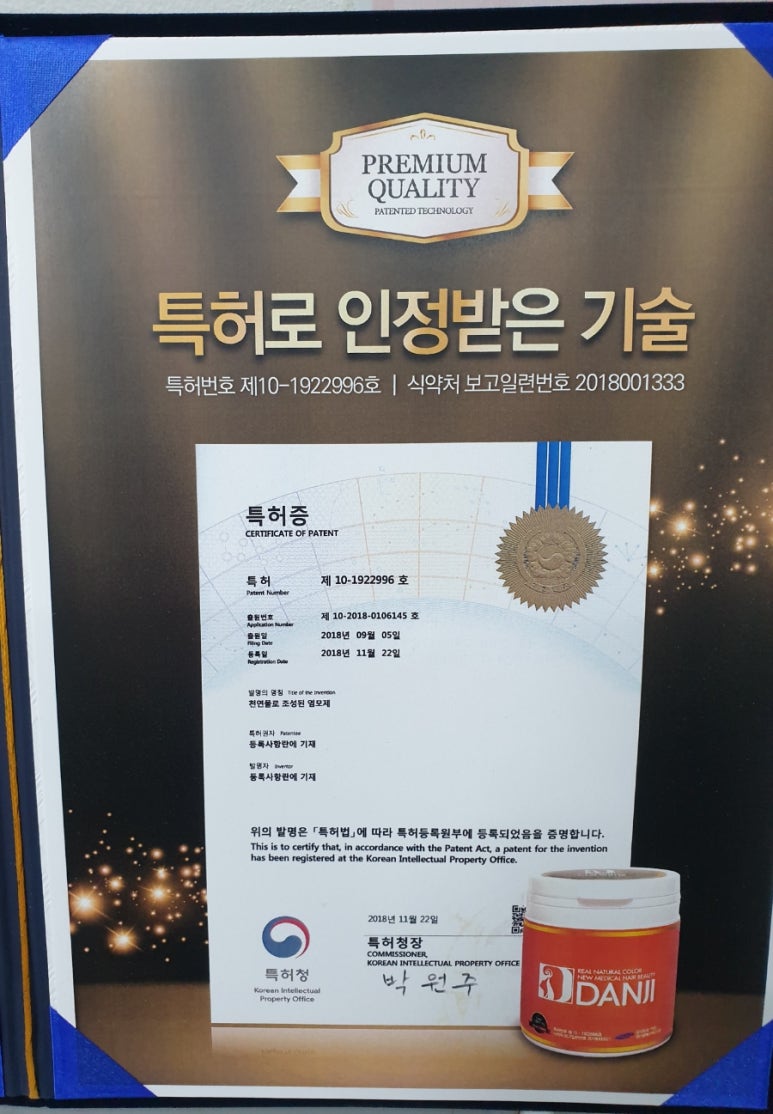 PREMIUM
QUALITY
PATENTED TECHNOLOGY
특허로 인정받은 기술
특허번호 제10-1922996호 | 식약처 보고일련번호 2018001333
특허증
CERTIFICATE OF PATENT
특허 제 10-1922996 호
Patent Number
출원번호 제 10-2018-0106145 호
Application Number
출원일 2018년 09월 05일
Filing Date
등록일 2018년 11월 22일
Registration Date
발명의 명칭 Title of the Invention
천연물로 조성된 염모제
특허권자 Patentee
등록사항란에 기재
발명자 Inventor
등록사항란에 기재
위의 발명은 「특허법」에 따라 특허등록원부에 등록되었음을 증명합니다.
This is to certify that, in accordance with the Patent Act, a patent for the invention
has been registered at the Korean Intellectual Property Office.
2018년 11월 22일
특허청장
COMMISSIONER,
KOREAN INTELLECTUAL PROPERTY OFFICE
박원주
특허청
Korean Intellectual
Property Office
REAL NATURAL COLOR
NEW MEDICAL HAIR BEAUTY
DANJI